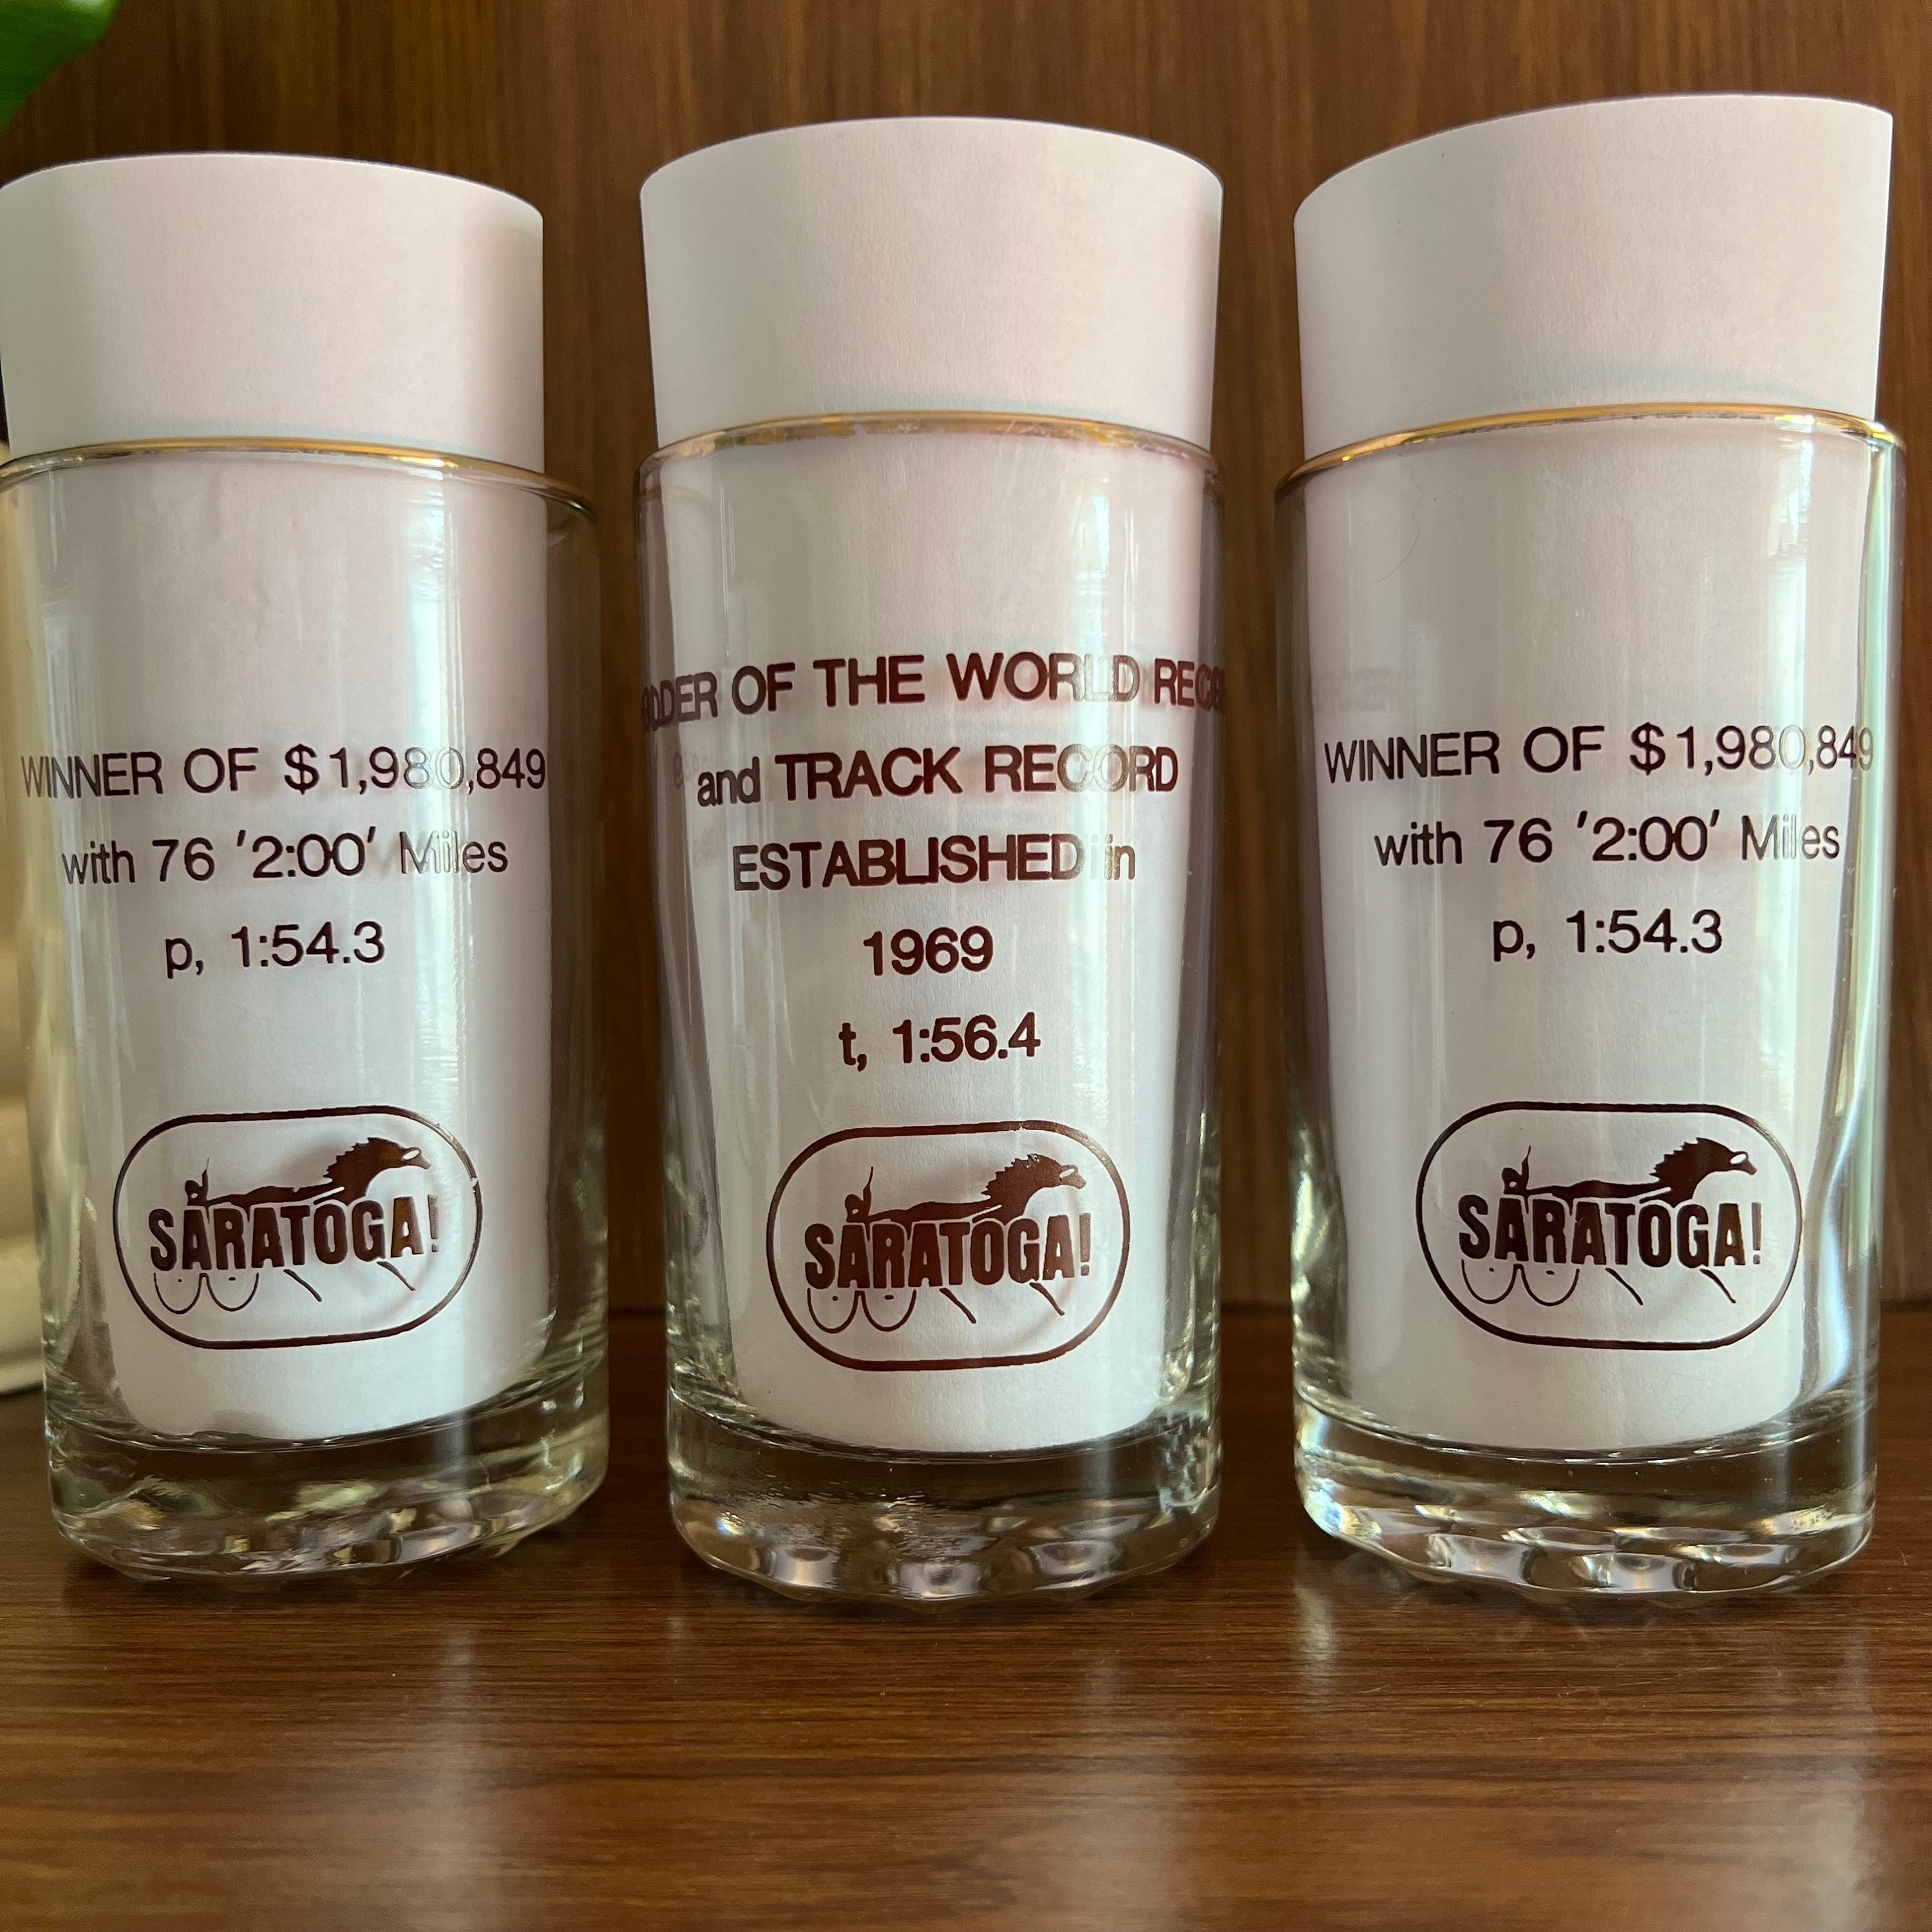 WINNER OF $1,980,849
with 76 '2:00' Miles
p, 1:54.3
SARATOGA!
OF THE WORLD
and TRACK RECORD
ESTABLISHED in
1969
t, 1:56.4
SARATOGA!
WINNER OF $1,980,849
with 76 '2:00' Miles
p, 1:54.3
SARATOGA!